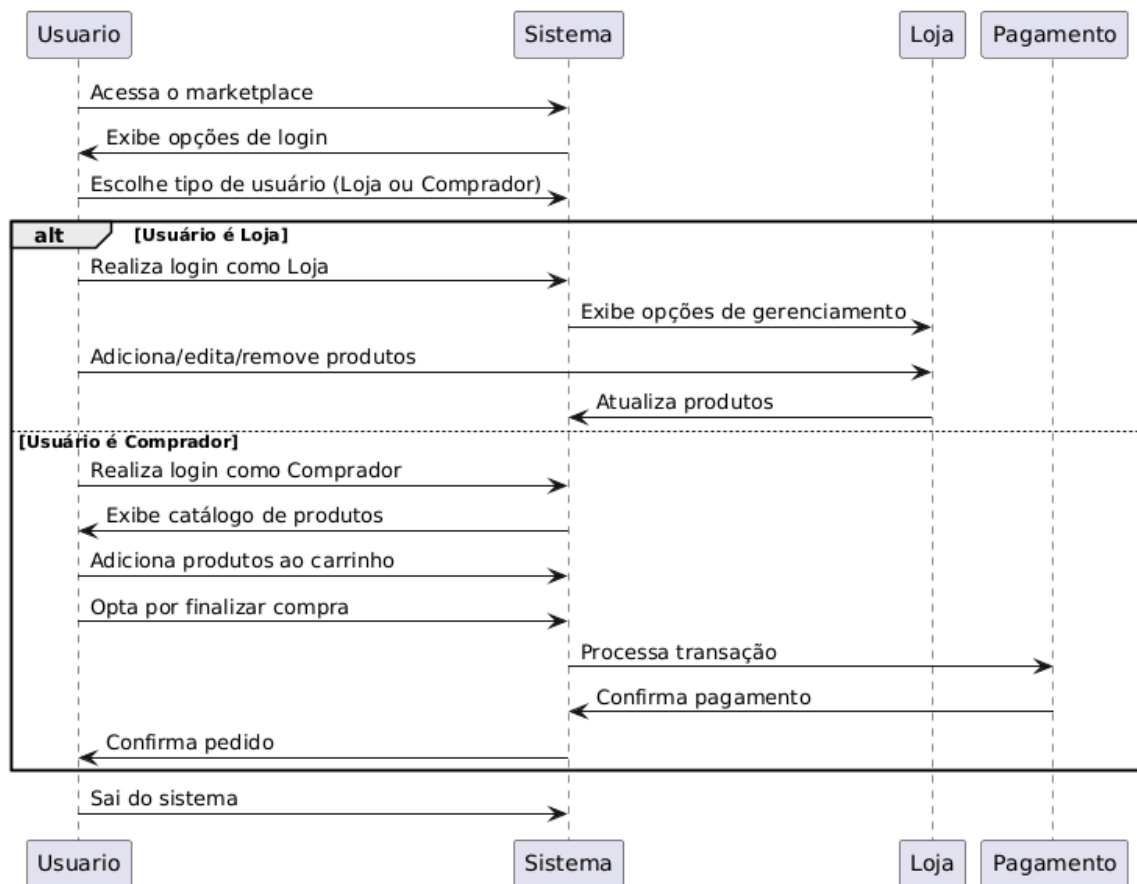 Usuario Sistema Loja Pagamento
Acessa o marketplace
Exibe opções de login
Escolhe tipo de usuário (Loja ou Comprador)
alt [Usuário é Loja]
Realiza login como Loja
Exibe opções de gerenciamento
Adiciona/edita/remove produtos
Atualiza produtos
[Usuário é Comprador]
Realiza login como Comprador
Exibe catálogo de produtos
Adiciona produtos ao carrinho
Opta por finalizar compra
Processa transação
Confirma pagamento
Confirma pedido
Sai do sistema
Usuario Sistema Loja Pagamento